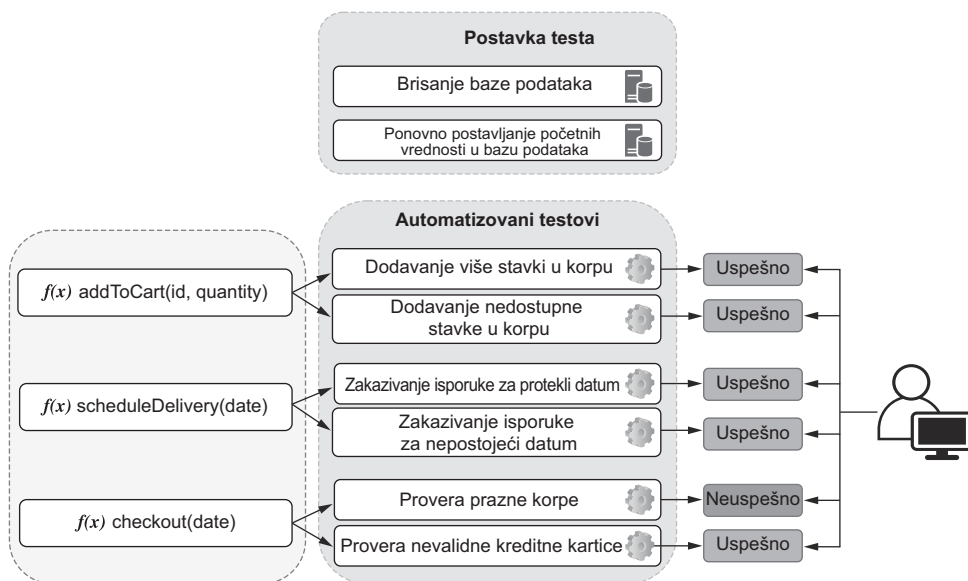 Postavka testa
Brisanje baze podataka
Ponovno postavljanje početnih
vrednosti u bazu podataka
Automatizovani testovi
f(x) addToCart(id, quantity)
Dodavanje više stavki u korpu
Uspešno
Dodavanje nedostupne
stavke u korpu
Uspešno
f(x) scheduleDelivery(date)
Zakazivanje isporuke za protekli datum
Uspešno
Zakazivanje isporuke
za nepostojeći datum
Uspešno
f(x) checkout(date)
Provera prazne korpe
Neuspešno
Provera nevalidne kreditne kartice
Uspešno